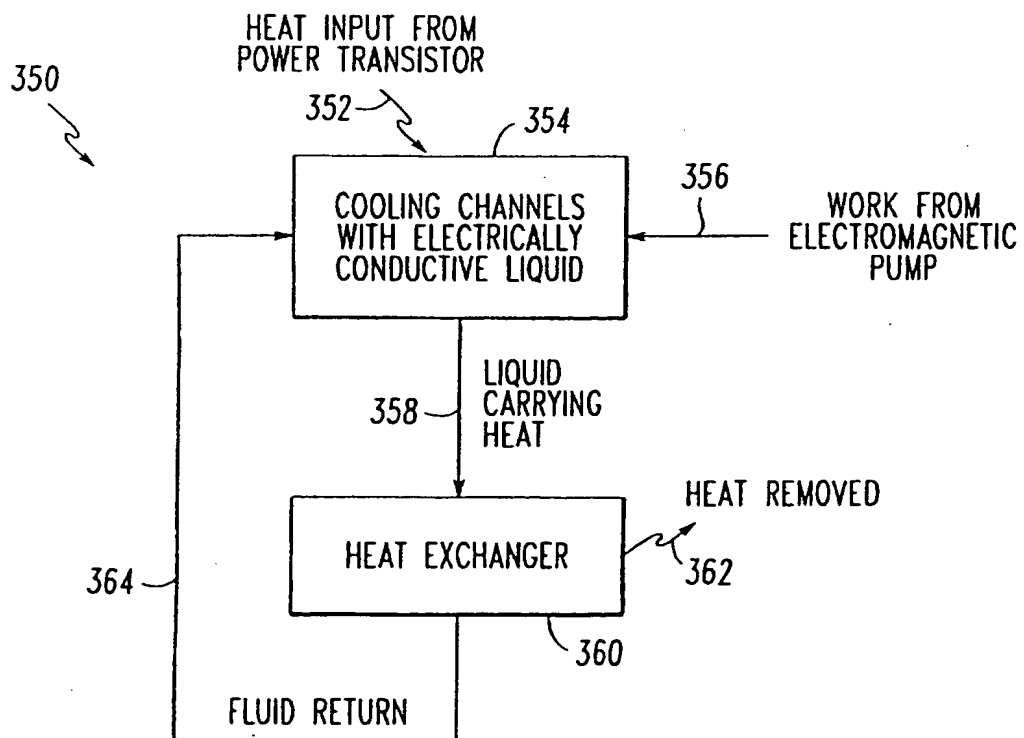 HEAT INPUT FROM
POWER TRANSISTOR
350
352
354
COOLING CHANNELS
WITH ELECTRICALLY
CONDUCTIVE LIQUID
356
WORK FROM
ELECTROMAGNETIC
PUMP
358
LIQUID
CARRYING
HEAT
HEAT REMOVED
HEAT EXCHANGER
362
364
360
FLUID RETURN